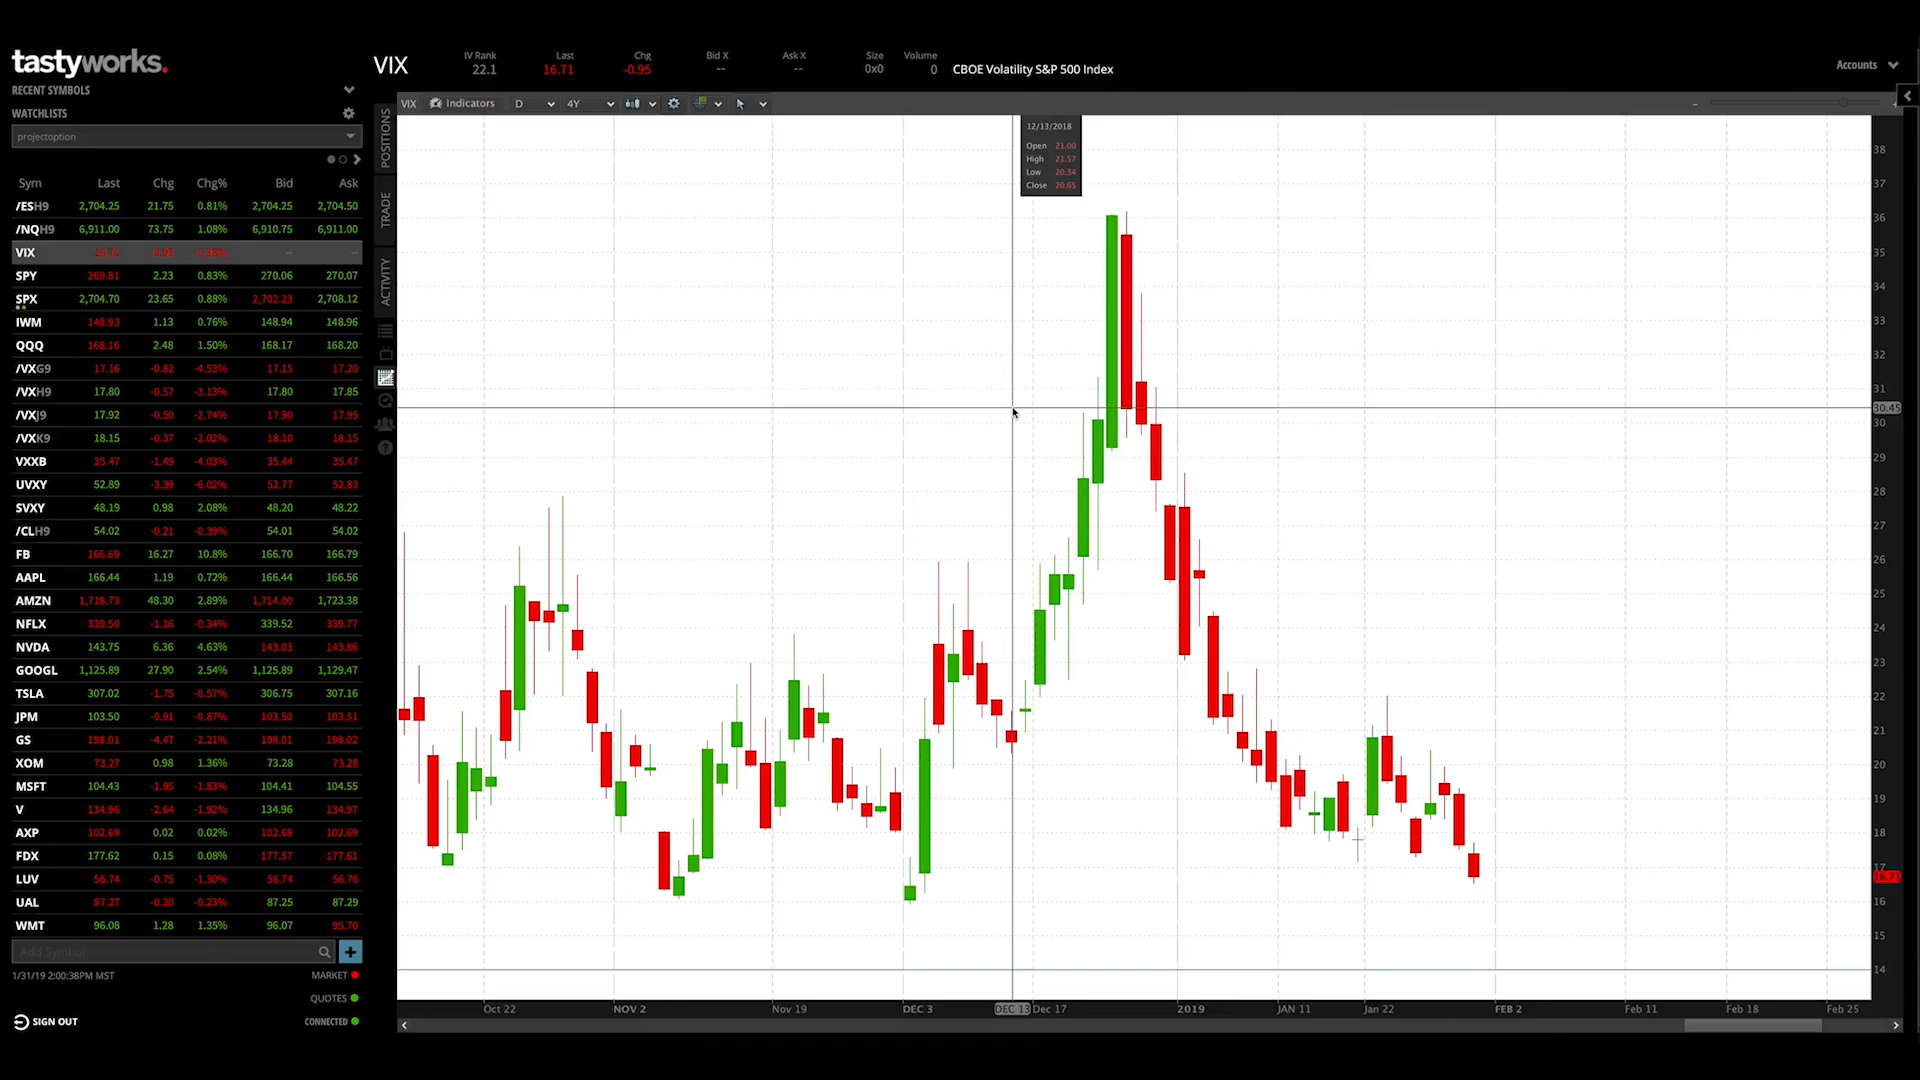 tastyworks.
RECENT SYMBOLS
WATCHLISTS
projectoption
Sym Last Chg Chg% Bid Ask
/ESH9 2,704.25 21.75 0.81% 2,704.25 2,704.50
/NQH9 6,911.00 73.75 1.08% 6,910.75 6,911.00
VIX -- --
SPY 269.81 2.23 0.83% 270.06 270.07
SPX 2,704.70 23.65 0.88% 2,702.23 2,708.12
IWM 148.93 1.13 0.76% 148.94 148.96
QQQ 168.16 2.48 1.50% 168.17 168.20
/VXG9 17.16 -0.82 -4.53% 17.15 17.20
/VXH9 17.80 -0.57 -3.13% 17.80 17.85
/VXJ9 17.92 -0.50 -2.74% 17.90 17.95
/VXK9 18.15 -0.37 -2.02% 18.10 18.15
VXXB 35.47 -1.49 -4.03% 35.44 35.47
UVXY 52.89 -3.39 -6.02% 52.77 52.83
SVXY 48.19 0.98 2.08% 48.20 48.22
/CLH9 54.02 -0.21 -0.39% 54.01 54.02
FB 166.69 16.27 10.8% 166.70 166.79
AAPL 166.44 1.19 0.72% 166.44 166.56
AMZN 1,718.73 48.30 2.89% 1,714.00 1,723.38
NFLX 339.50 -1.16 -0.34% 339.52 339.77
NVDA 143.75 6.36 4.63% 143.03 143.86
GOOGL 1,125.89 27.90 2.54% 1,125.89 1,129.47
TSLA 307.02 -1.75 -0.57% 306.75 307.16
JPM 103.50 -0.91 -0.87% 103.50 103.51
GS 198.01 -4.47 -2.21% 198.01 198.02
XOM 73.27 0.98 1.36% 73.28 73.28
MSFT 104.43 -1.95 -1.83% 104.41 104.55
V 134.96 -2.64 -1.92% 134.96 134.97
AXP 102.69 0.02 0.02% 102.68 102.69
FDX 177.62 0.15 0.08% 177.57 177.61
LUV 56.74 -0.75 -1.30% 56.74 56.76
UAL 87.27 -0.20 -0.23% 87.25 87.29
WMT 96.08 1.28 1.35% 96.07 95.70
Add Symbol
1/31/19 2:00:38PM MST MARKET
QUOTES
SIGN OUT CONNECTED
POSITIONS
TRADE
ACTIVITY
VIX
IV Rank Last Chg Bid X Ask X Size Volume
22.1 16.71 -0.95 -- -- 0x0 0
CBOE Volatility S&P 500 Index
Accounts
VIX Indicators D 4Y
12/13/2018
Open 21.00
High 21.57
Low 20.34
Close 20.65
38
37
36
35
34
33
32
31
30.45
30
29
28
27
26
25
24
23
22
21
20
19
18
17
16.71
16
15
14
Oct 22 NOV 2 Nov 19 DEC 3 DEC 13 Dec 17 2019 JAN 11 Jan 22 FEB 2 Feb 11 Feb 18 Feb 25